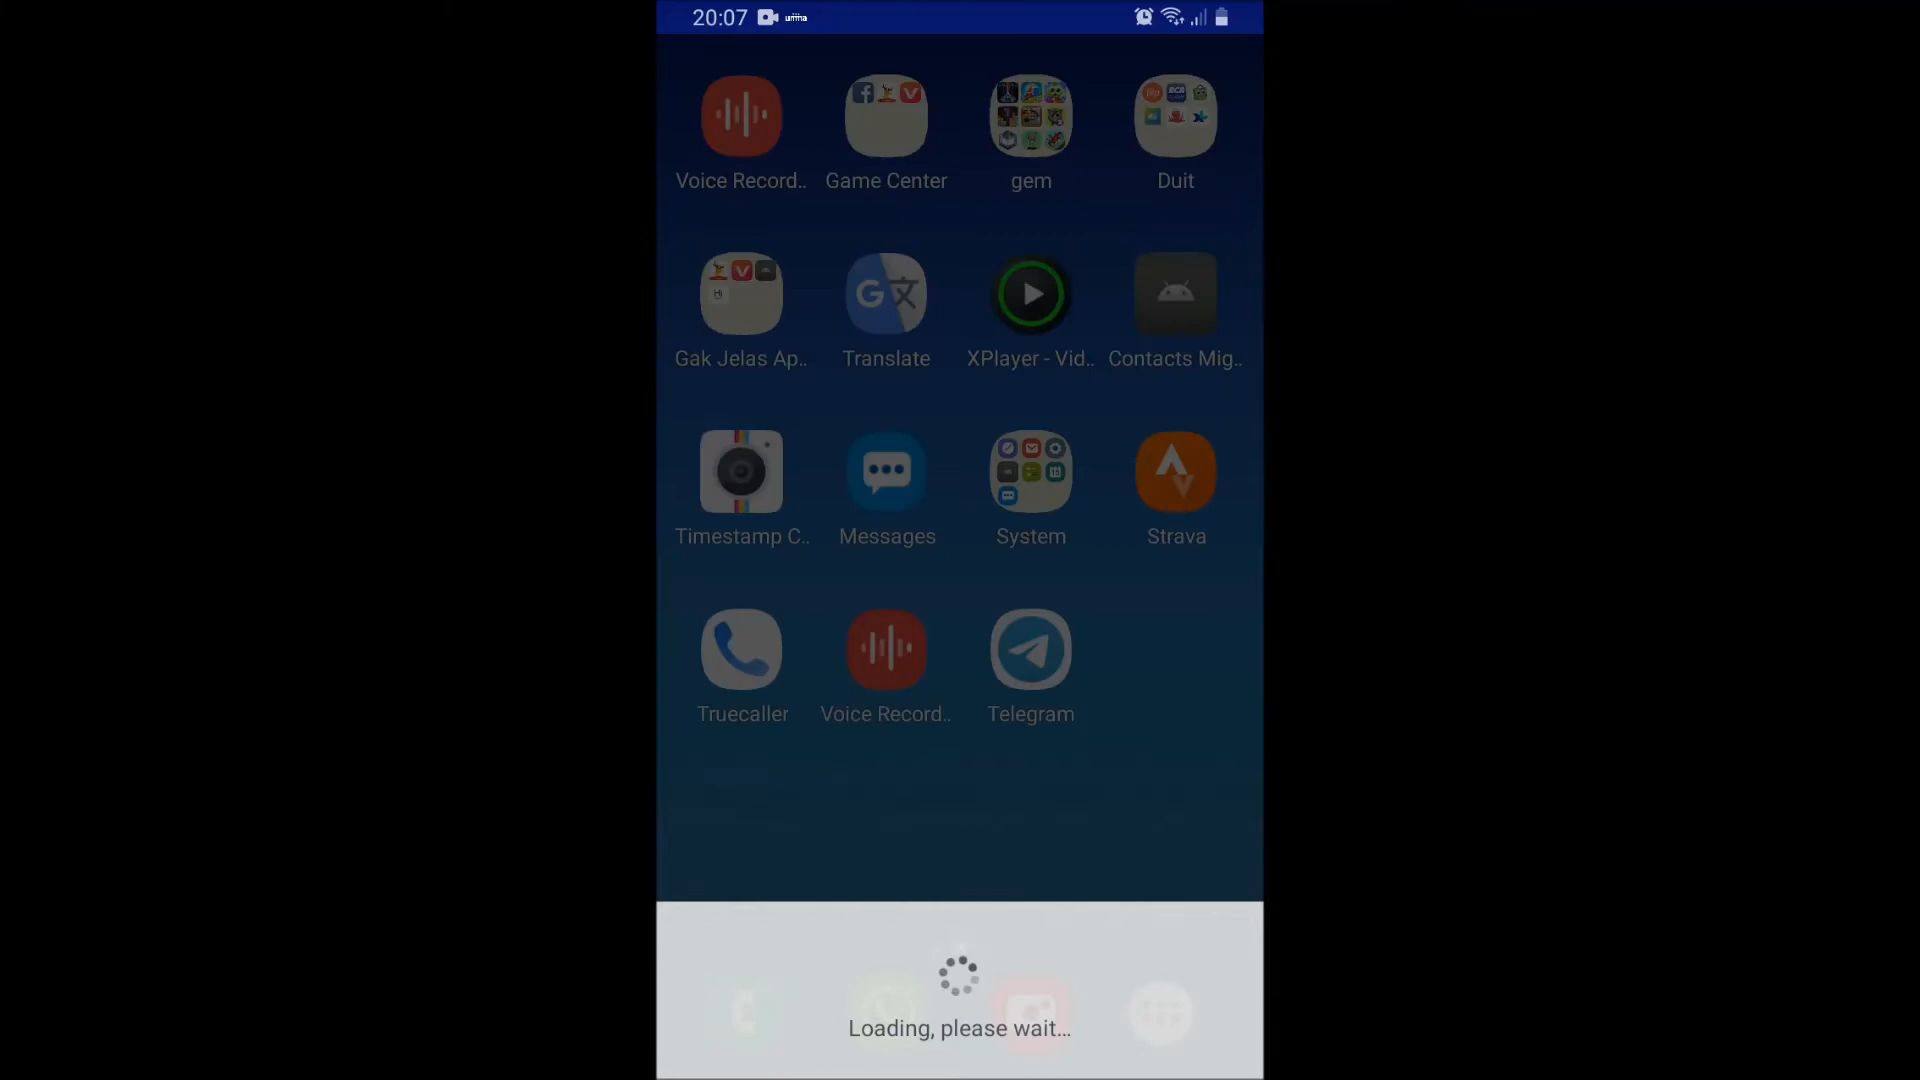 20:07
Voice Record..
Game Center
gem
Duit
Gak Jelas Ap..
Translate
XPlayer - Vid..
Contacts Mig..
Timestamp C..
Messages
System
Strava
Truecaller
Voice Record..
Telegram
Loading, please wait...